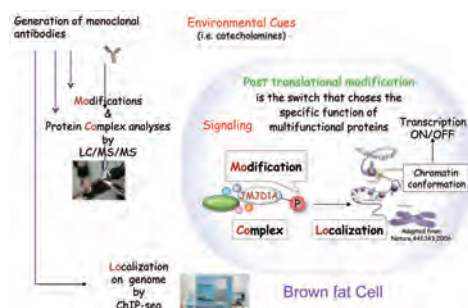 Generation of monoclonal
antibodies
Modifications
&
Protein Complex analyses
by
LC/MS/MS
Localization
on genome
by
ChIP-seq
Environmental Cues
(i.e. catecholamines)
Post translational modification
is the switch that choses the
specific function of
multifunctional proteins
Signaling
Transcription
ON/OFF
Modification
JMJD1A
P
Chromatin
conformation
Complex
Localization
Adapted from
Nature,441,143,2006
Brown fat Cell